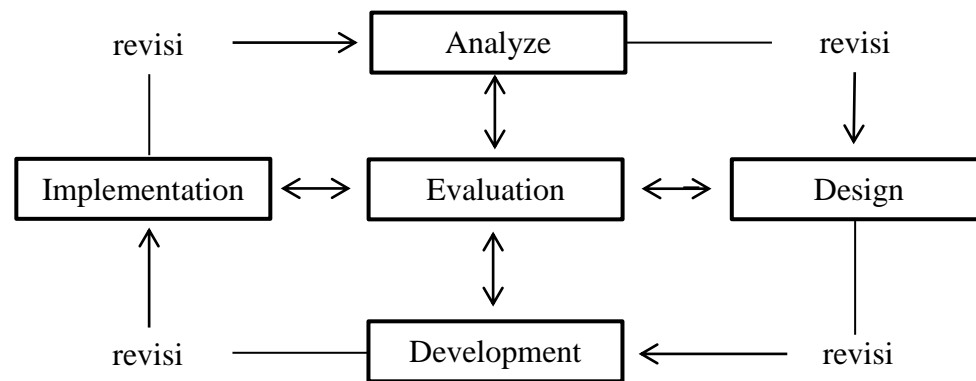 revisi Analyze revisi
Implementation Evaluation Design
revisi Development revisi